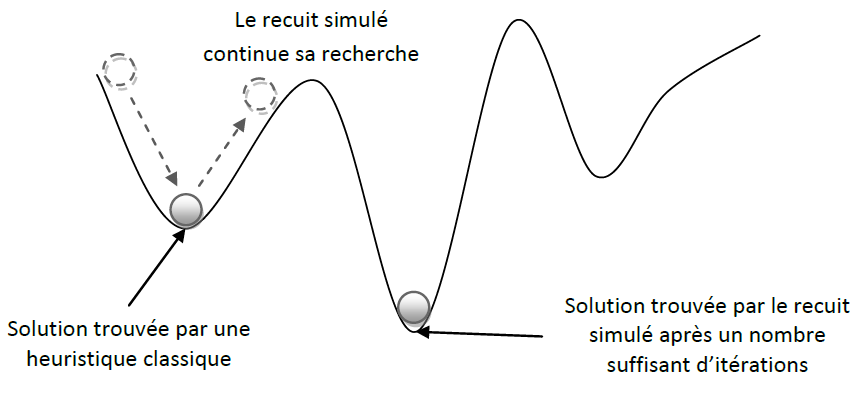 Le recuit simulé
continue sa recherche
Solution trouvée par une
heuristique classique
Solution trouvée par le recuit
simulé après un nombre
suffisant d'itérations